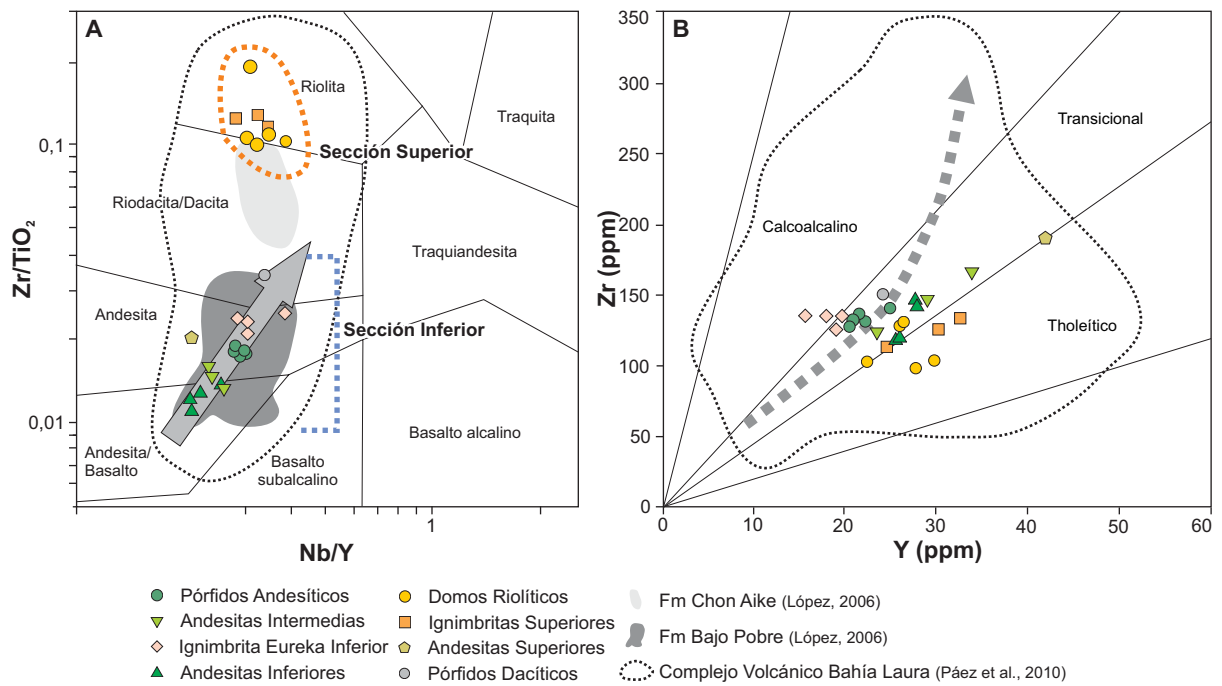 A
Riolita
Traquita
Sección Superior
Riodacita/Dacita
Traquiandesita
Andesita
Sección Inferior
Andesita/
Basalto
Basalto
subalcalino
Basalto alcalino
0,1
0,01
Zr/TiO2
1
Nb/Y
B
350
300
250
200
150
100
50
0
Zr (ppm)
Transicional
Calcoalcalino
Tholeítico
0 10 20 30 40 50 60
Y (ppm)
Pórfidos Andesíticos
Andesitas Intermedias
Ignimbrita Eureka Inferior
Andesitas Inferiores
Domos Riolíticos
Ignimbritas Superiores
Andesitas Superiores
Pórfidos Dacíticos
Fm Chon Aike (López, 2006)
Fm Bajo Pobre (López, 2006)
Complejo Volcánico Bahía Laura (Páez et al., 2010)